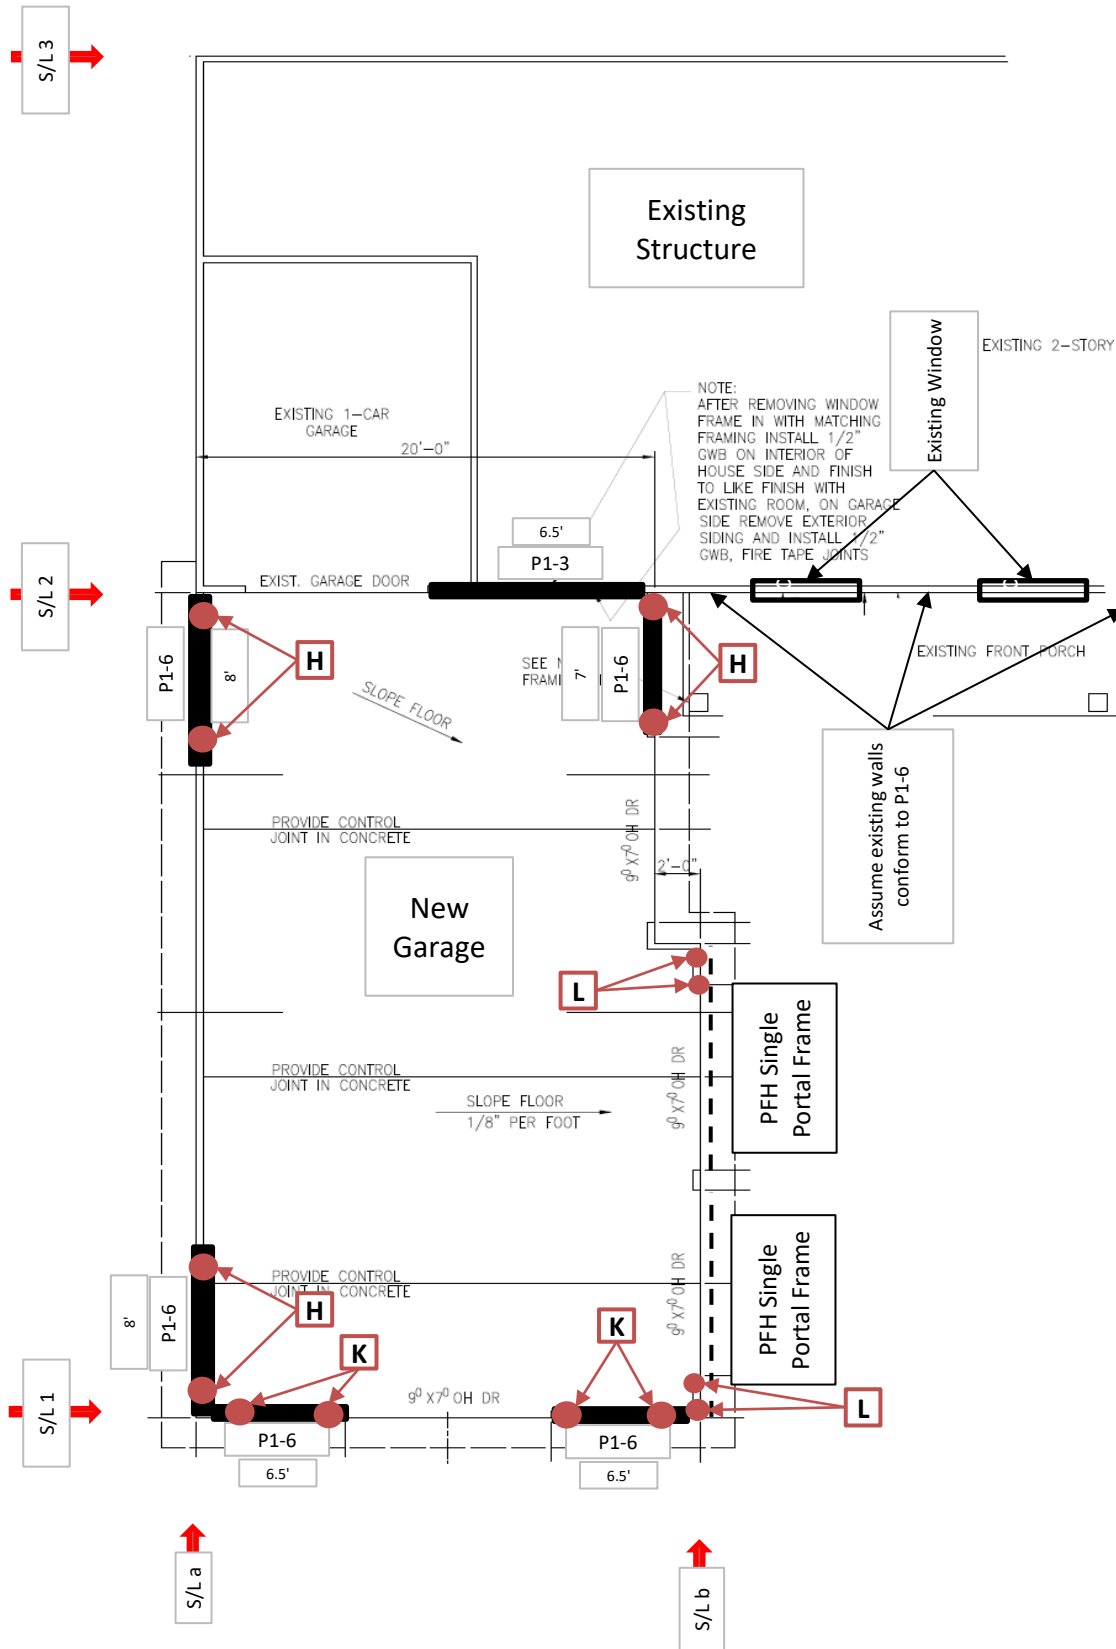 S/L 3
Existing
Structure
Existing Window
EXISTING 2-STORY
NOTE:
AFTER REMOVING WINDOW
FRAME IN WITH MATCHING
FRAMING INSTALL 1/2"
GWB ON INTERIOR OF
HOUSE SIDE AND FINISH
TO LIKE FINISH WITH
EXISTING ROOM, ON GARAGE
SIDE REMOVE EXTERIOR
SIDING AND INSTALL 1/2"
GWB, FIRE TAPE JOINTS
EXISTING 1-CAR
GARAGE
20'-0"
6.5'
P1-3
S/L 2
EXIST. GARAGE DOOR
P1-6
8'
H
SEE
FRAMI
7'
P1-6
H
EXISTING FRONT PORCH
SLOPE FLOOR
Assume existing walls
conform to P1-6
PROVIDE CONTROL
JOINT IN CONCRETE
9⁰ X7⁰ OH DR
2'-0"
New
Garage
L
PFH Single
Portal Frame
PROVIDE CONTROL
JOINT IN CONCRETE
SLOPE FLOOR
1/8" PER FOOT
9⁰ X7⁰ OH DR
PFH Single
Portal Frame
PROVIDE CONTROL
JOINT IN CONCRETE
9⁰ X7⁰ OH DR
8'
P1-6
H
K
K
L
S/L 1
9⁰ X7⁰ OH DR
P1-6
6.5'
P1-6
6.5'
S/L a
S/L b